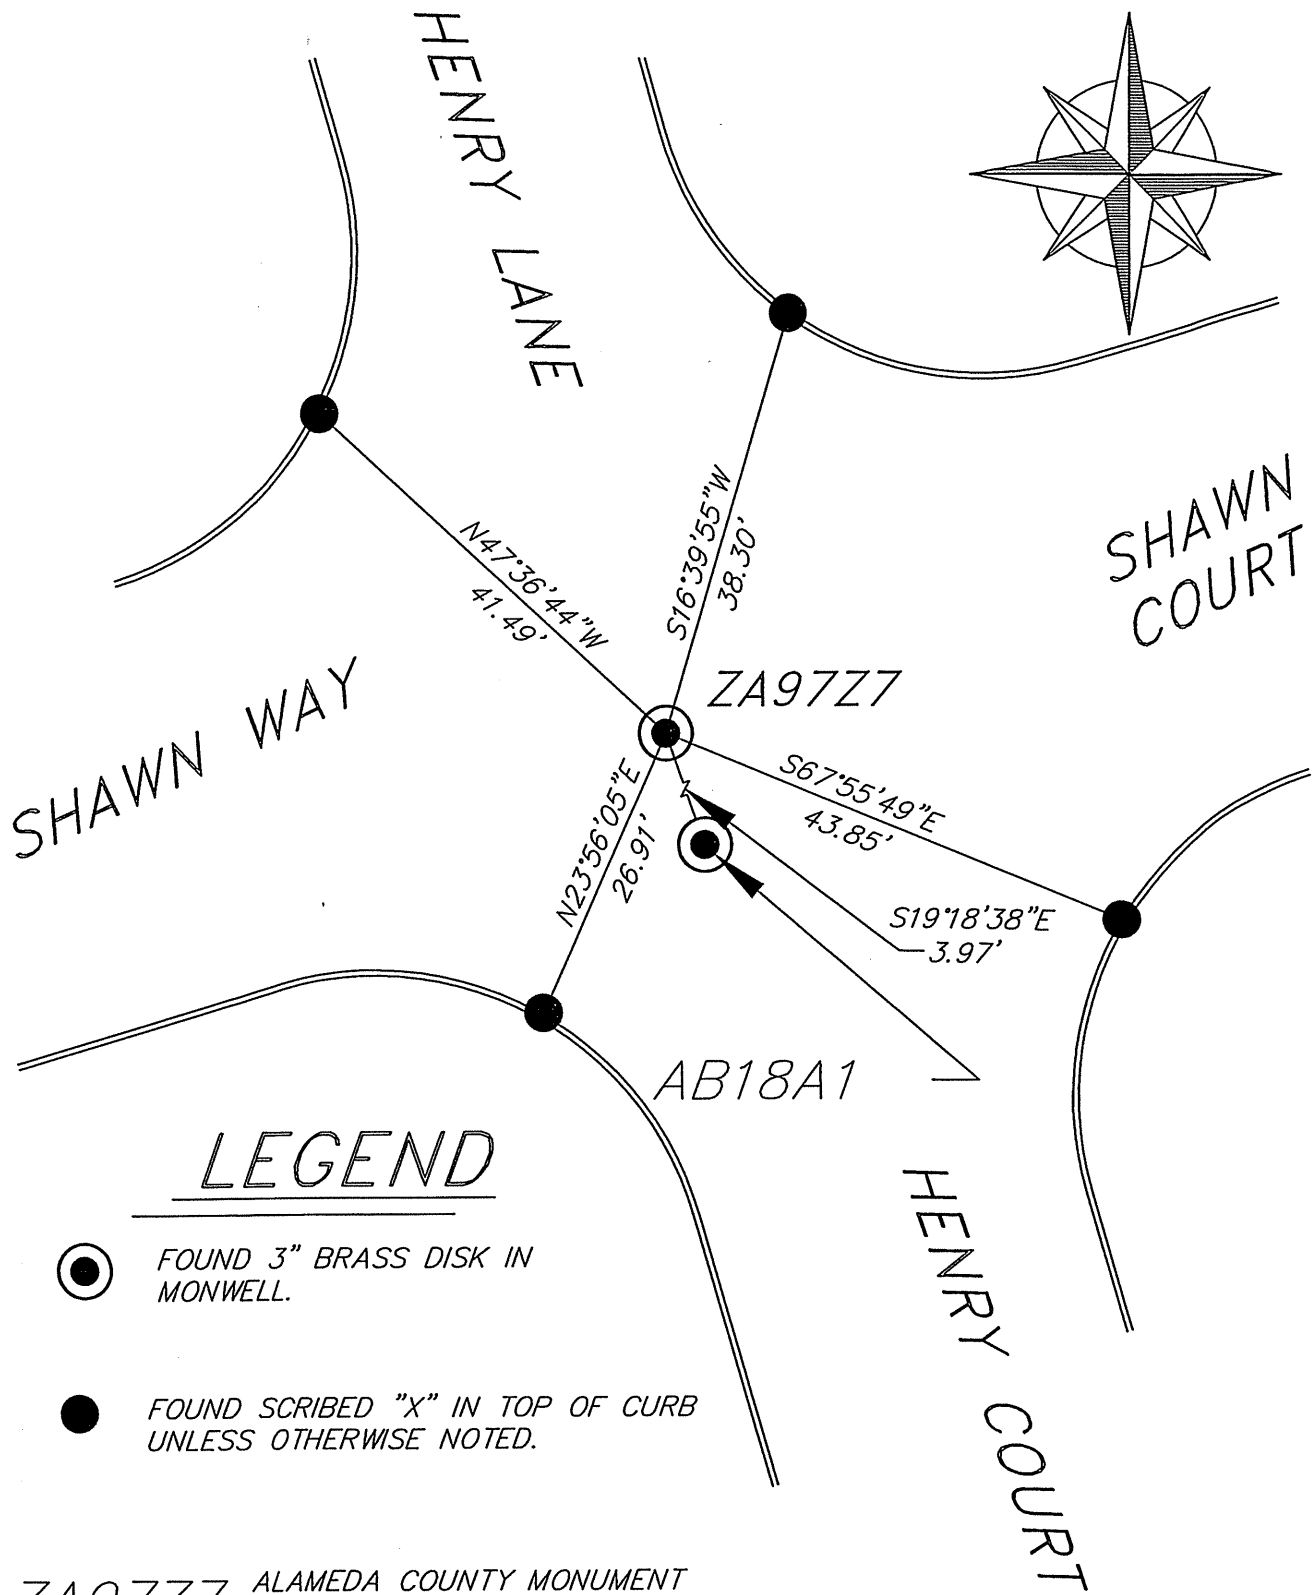 HENRY LANE
SHAWN
COURT
N47°36'44"W
41.49'
S16°39'55"W
38.30'
ZA97Z7
SHAWN WAY
S67°55'49"E
43.85'
N23°56'05"E
26.91'
S19°18'38"E
3.97'
AB18A1
LEGEND
FOUND 3" BRASS DISK IN
MONWELL.
HENRY COURT
FOUND SCRIBED "X" IN TOP OF CURB
UNLESS OTHERWISE NOTED.
ZA97Z7 ALAMEDA COUNTY MONUMENT